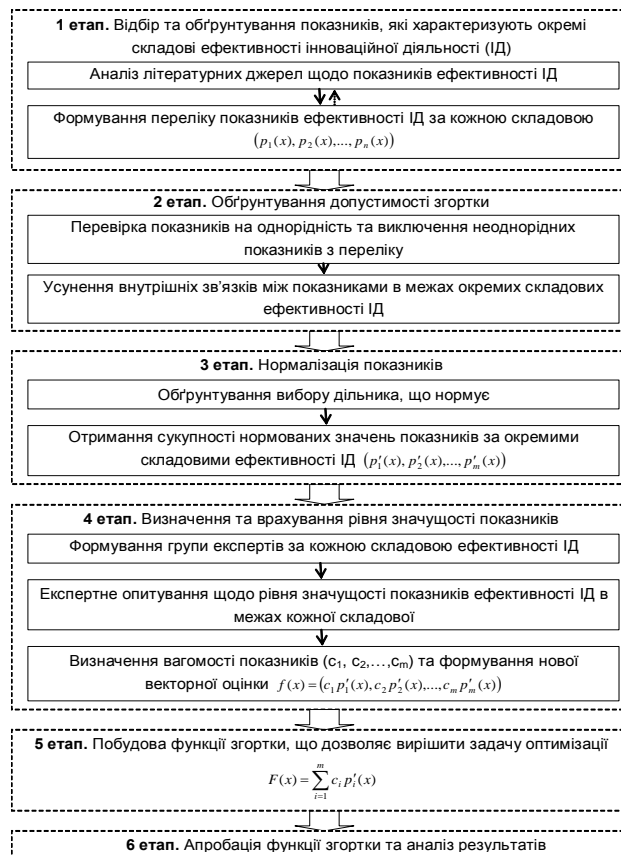 1 етап. Відбір та обґрунтування показників, які характеризують окремі
складові ефективності інноваційної діяльності (ІД)
Аналіз літературних джерел щодо показників ефективності ІД
Формування переліку показників ефективності ІД за кожною складовою
(p₁(x), p₂(x),..., pₙ(x))
2 етап. Обґрунтування допустимості згортки
Перевірка показників на однорідність та виключення неоднорідних
показників з переліку
Усунення внутрішніх зв'язків між показниками в межах окремих складових
ефективності ІД
3 етап. Нормалізація показників
Обґрунтування вибору дільника, що нормує
Отримання сукупності нормованих значень показників за окремими
складовими ефективності ІД (p′₁(x), p′₂(x),..., p′ₘ(x))
4 етап. Визначення та врахування рівня значущості показників
Формування групи експертів за кожною складовою ефективності ІД
Експертне опитування щодо рівня значущості показників ефективності ІД в
межах кожної складової
Визначення вагомості показників (c₁, c₂,…,cₘ) та формування нової
векторної оцінки f(x) = (c₁p′₁(x), c₂p′₂(x),..., cₘp′ₘ(x))
5 етап. Побудова функції згортки, що дозволяє вирішити задачу оптимізації
F(x) = ∑ᵢ₌₁ᵐ cᵢp′ᵢ(x)
6 етап. Апробація функції згортки та аналіз результатів